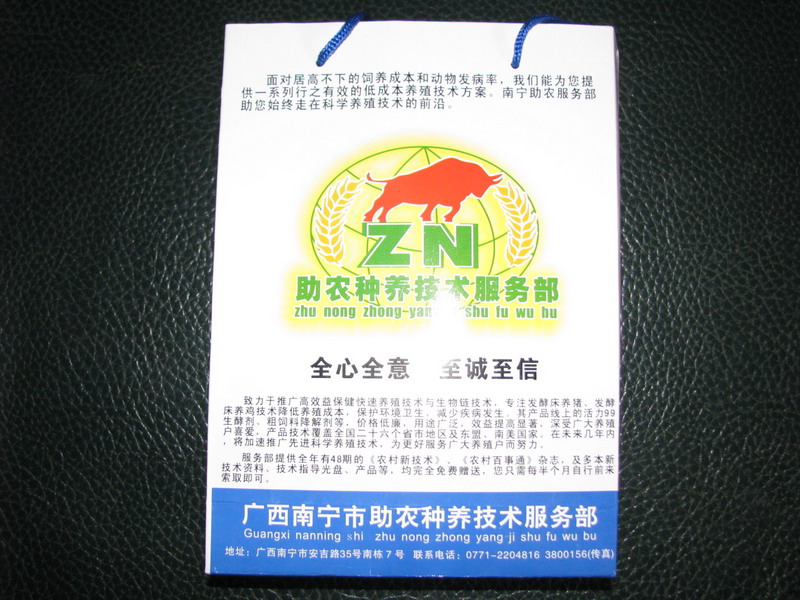 面对居高不下的饲养成本和动物发病率，我们能为您提
供一系列行之有效的低成本养殖技术方案。南宁助农服务部
助您始终走在科学养殖技术的前沿。
ZN
助农种养技术服务部
zhu nong zhong-yang shu fu wu bu
全心全意 至诚至信
致力于推广高效益保健快速养殖技术与生物链技术，专注发酵床养猪、发酵
床养鸡技术降低养殖成本，保护环境卫生，减少疾病发生。其产品线上的活力99
生酵剂、粗饲料降解剂等，价格低廉，用途广泛，效益提高显著，深受广大养殖
户喜爱，产品技术覆盖全国二十六个省市地区及东盟、南美国家，在未来几年内
，将加速推广先进科学养殖技术，为更好服务广大养殖户而努力。
服务部提供全年有48期的《农村新技术》、《农村百事通》杂志，及多本新
技术资料、技术指导光盘、产品等，均完全免费赠送，您只需每半个月自行前来
索取即可。
广西南宁市助农种养技术服务部
Guangxi nanning shi zhu nong zhong yang ji shu fu wu bu
地址：广西南宁市安吉路35号南栋7号 联系电话：0771-2204816 3800156(传真)